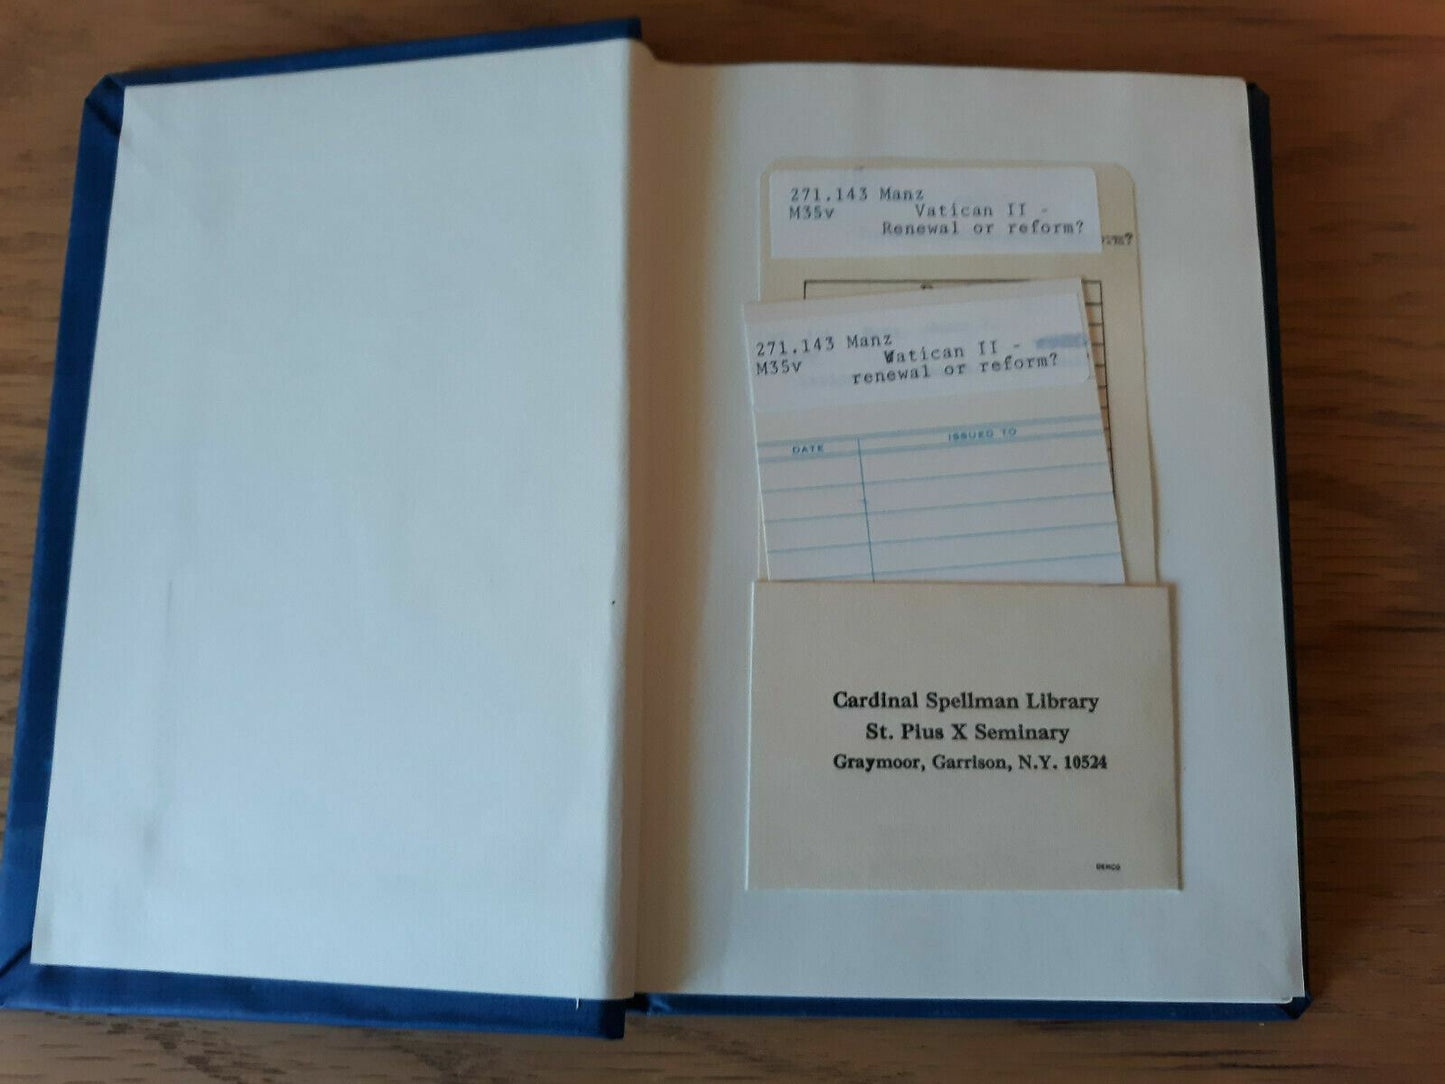 271.143 Manz
M35v Vatican II -
Renewal or reform?
orm?
271.143 Manz
M35v Vatican II -
renewal or reform?
DATE ISSUED TO
Cardinal Spellman Library
St. Pius X Seminary
Graymoor, Garrison, N.Y. 10524
DEMCO